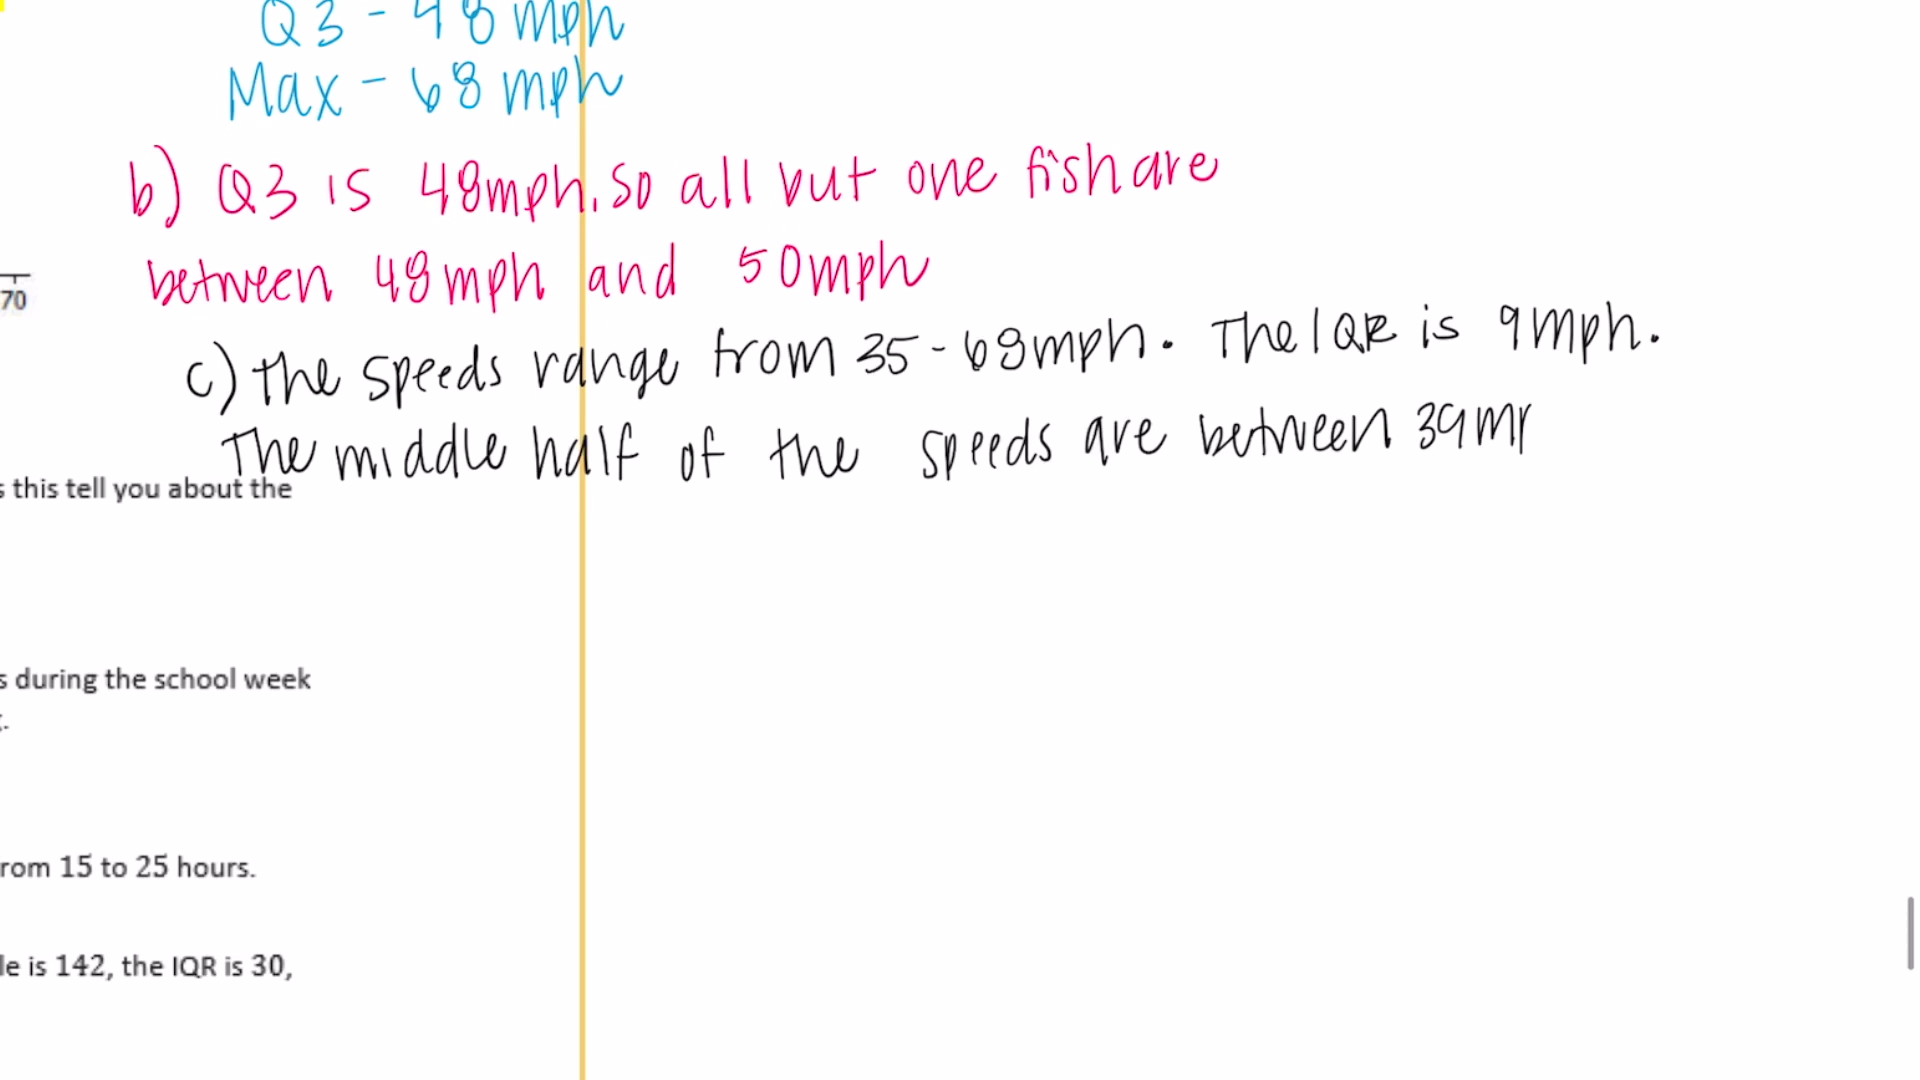 Q3 - 48 mph
Max - 68 mph
b) Q3 is 48mph. So all but one fish are
between 48mph and 50mph
70
c) the speeds range from 35-68mph. The IQR is 9mph.
The middle half of the speeds are between 39m
s this tell you about the
s during the school week
rom 15 to 25 hours.
le is 142, the IQR is 30,